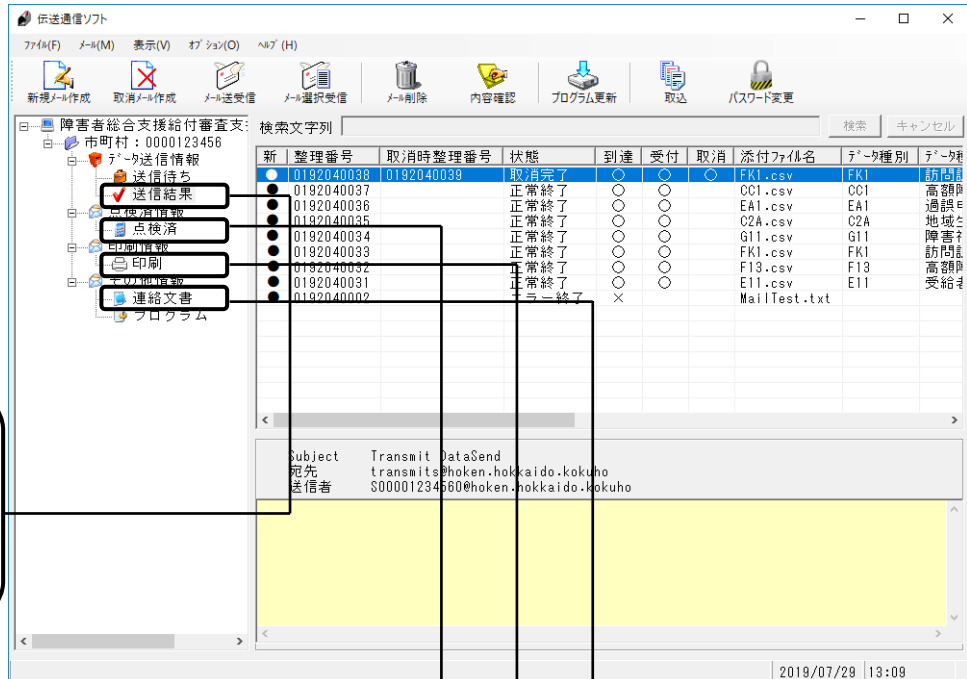 伝送通信ソフト
ファイル(F) メール(M) 表示(V) オプション(O) ヘルプ(H)
新規メール作成 取消メール作成 メール送受信 メール選択受信 メール削除 内容確認 プログラム更新 取込 パスワード変更
障害者総合支援給付審査支
市町村：0000123456
データ送信情報
送信待ち
送信結果
点検済情報
点検済
印刷情報
印刷
その他情報
連絡文書
プログラム
検索文字列 検索 キャンセル
新 整理番号 取消時整理番号 状態 到達 受付 取消 添付ファイル名 データ種別 データ種
● 0192040038 0192040039 取消完了 ○ ○ ○ FK1.csv FK1 訪問
● 0192040037 正常終了 ○ ○ CC1.csv CC1 高額障
● 0192040036 正常終了 ○ ○ EA1.csv EA1 過誤申
● 0192040035 正常終了 ○ ○ C2A.csv C2A 地域生
● 0192040034 正常終了 ○ ○ G11.csv G11 障害
● 0192040033 正常終了 ○ ○ FK1.csv FK1 訪問
● 0192040032 正常終了 ○ ○ F13.csv F13 高額障
● 0192040031 正常終了 ○ ○ E11.csv E11 受給者
● 0192040002 エラー終了 × MailTest.txt
Subject Transmit DataSend
宛先 transmits@hoken.hokkaido.kokuho
送信者 S00001234560@hoken.hokkaido.kokuho
2019/07/29 13:09